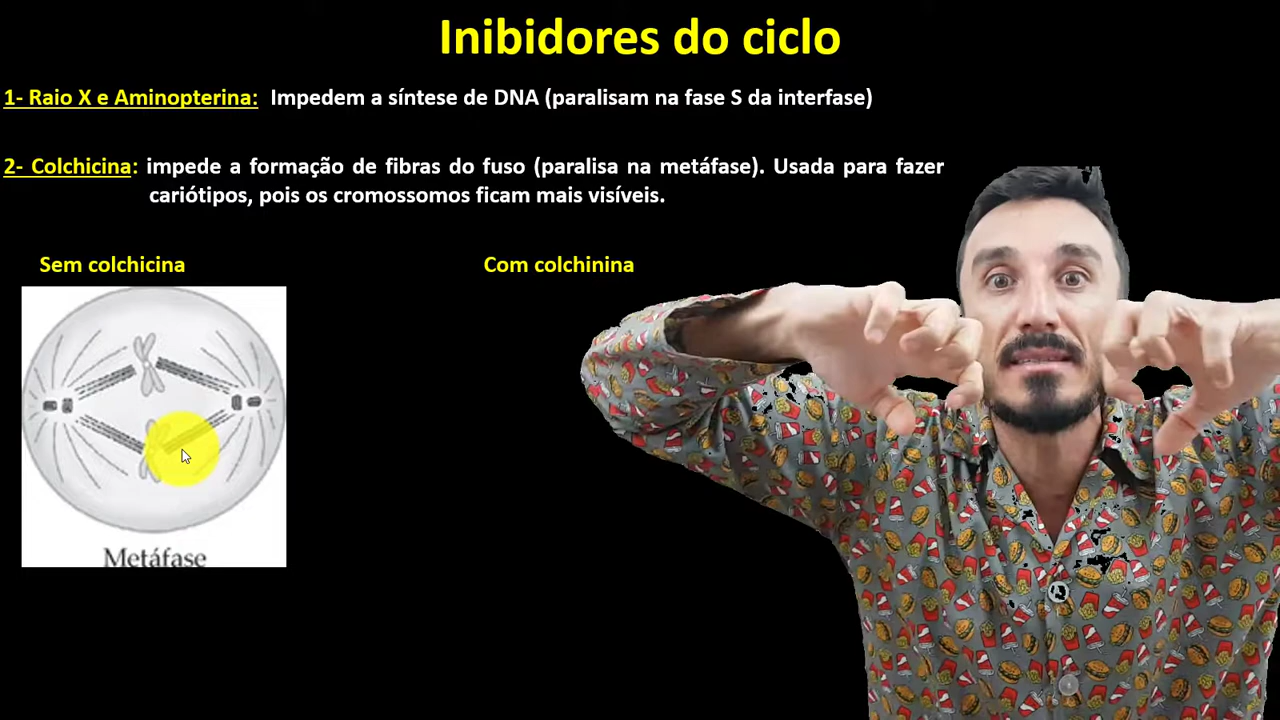 Inibidores do ciclo
1- Raio X e Aminopterina: Impedem a síntese de DNA (paralisam na fase S da interfase)
2- Colchicina: impede a formação de fibras do fuso (paralisa na metáfase). Usada para fazer
cariótipos, pois os cromossomos ficam mais visíveis.
Sem colchicina
Com colchinina
Metáfase